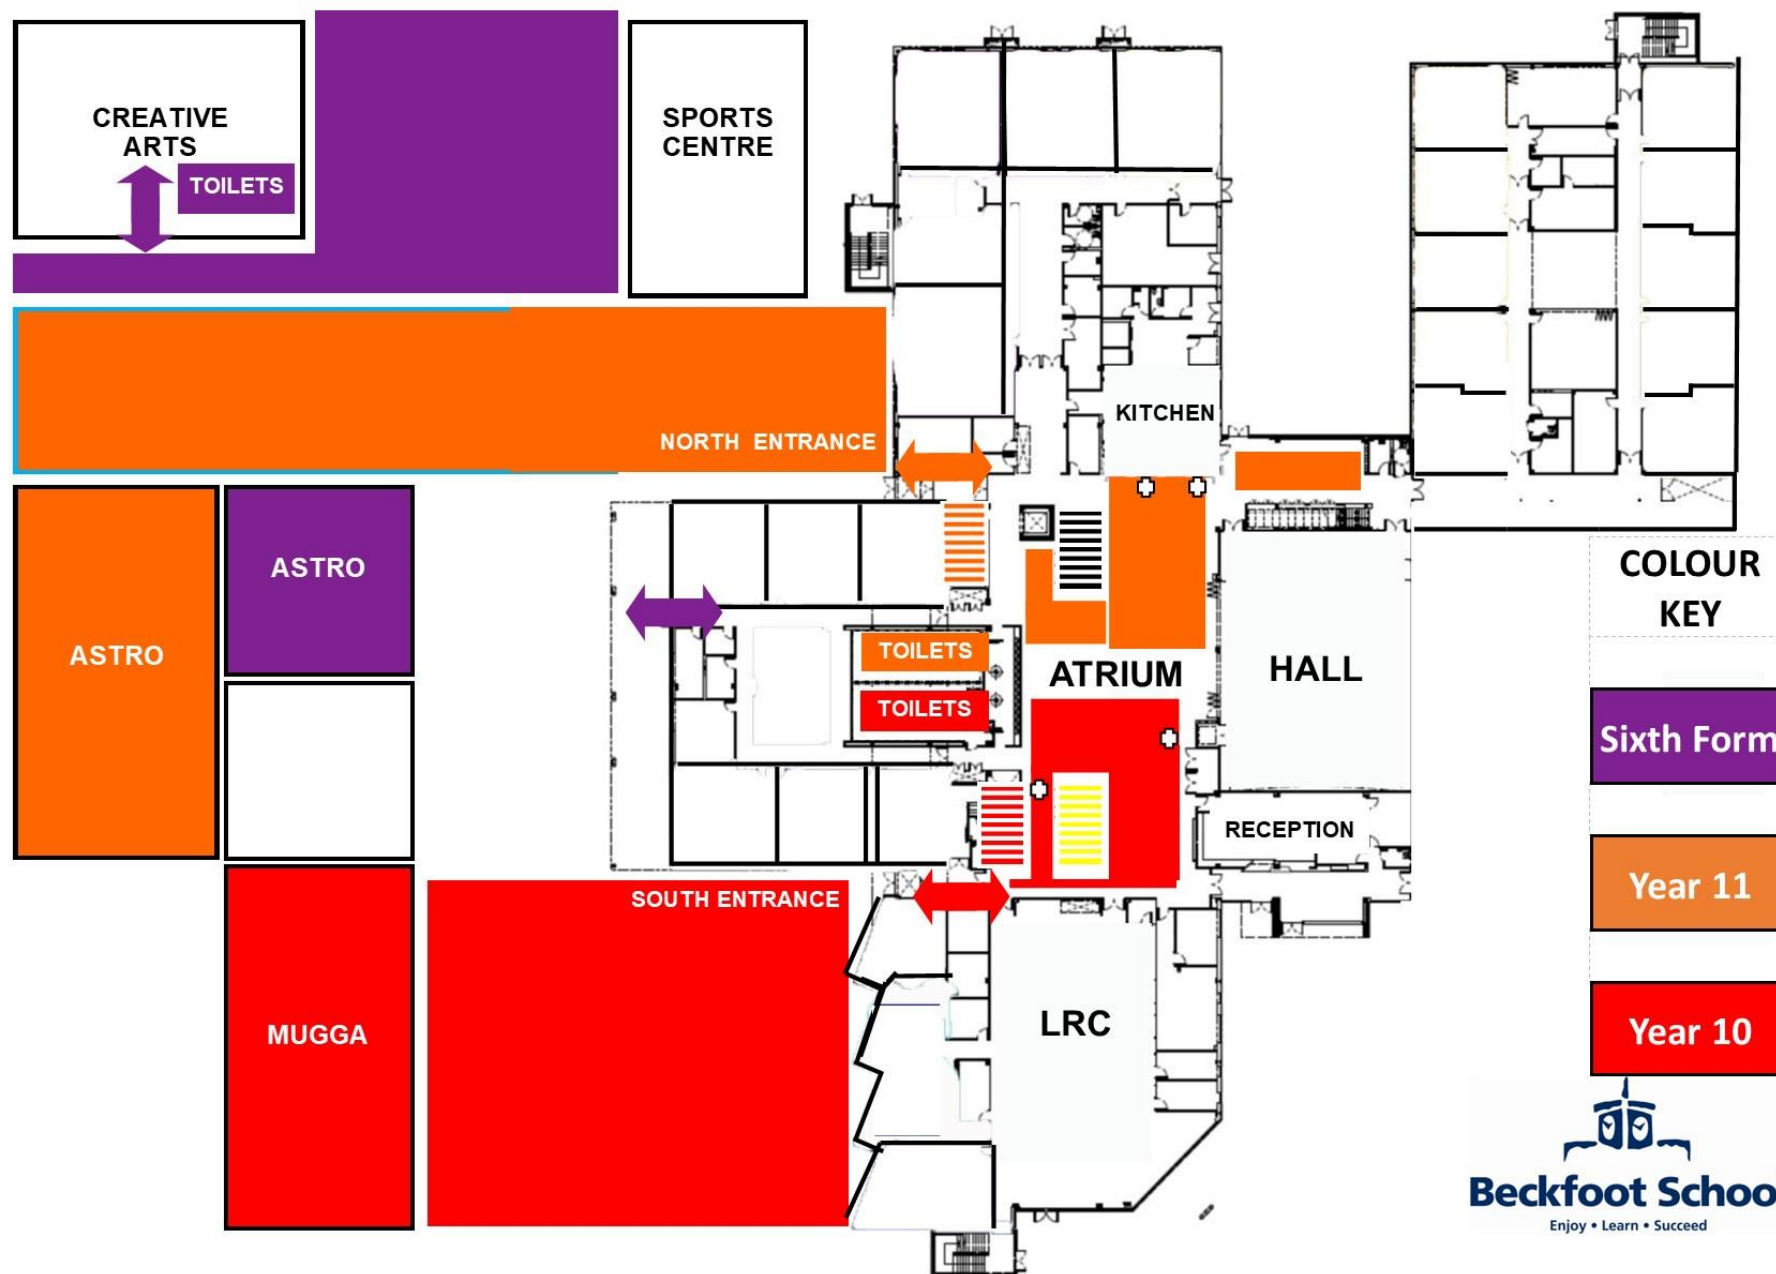 CREATIVE
ARTS
TOILETS
SPORTS
CENTRE
KITCHEN
NORTH ENTRANCE
ASTRO
ASTRO
TOILETS
TOILETS
ATRIUM
HALL
COLOUR
KEY
Sixth Form
RECEPTION
Year 11
SOUTH ENTRANCE
MUGGA
LRC
Year 10
Beckfoot Schoo
Enjoy • Learn • Succeed